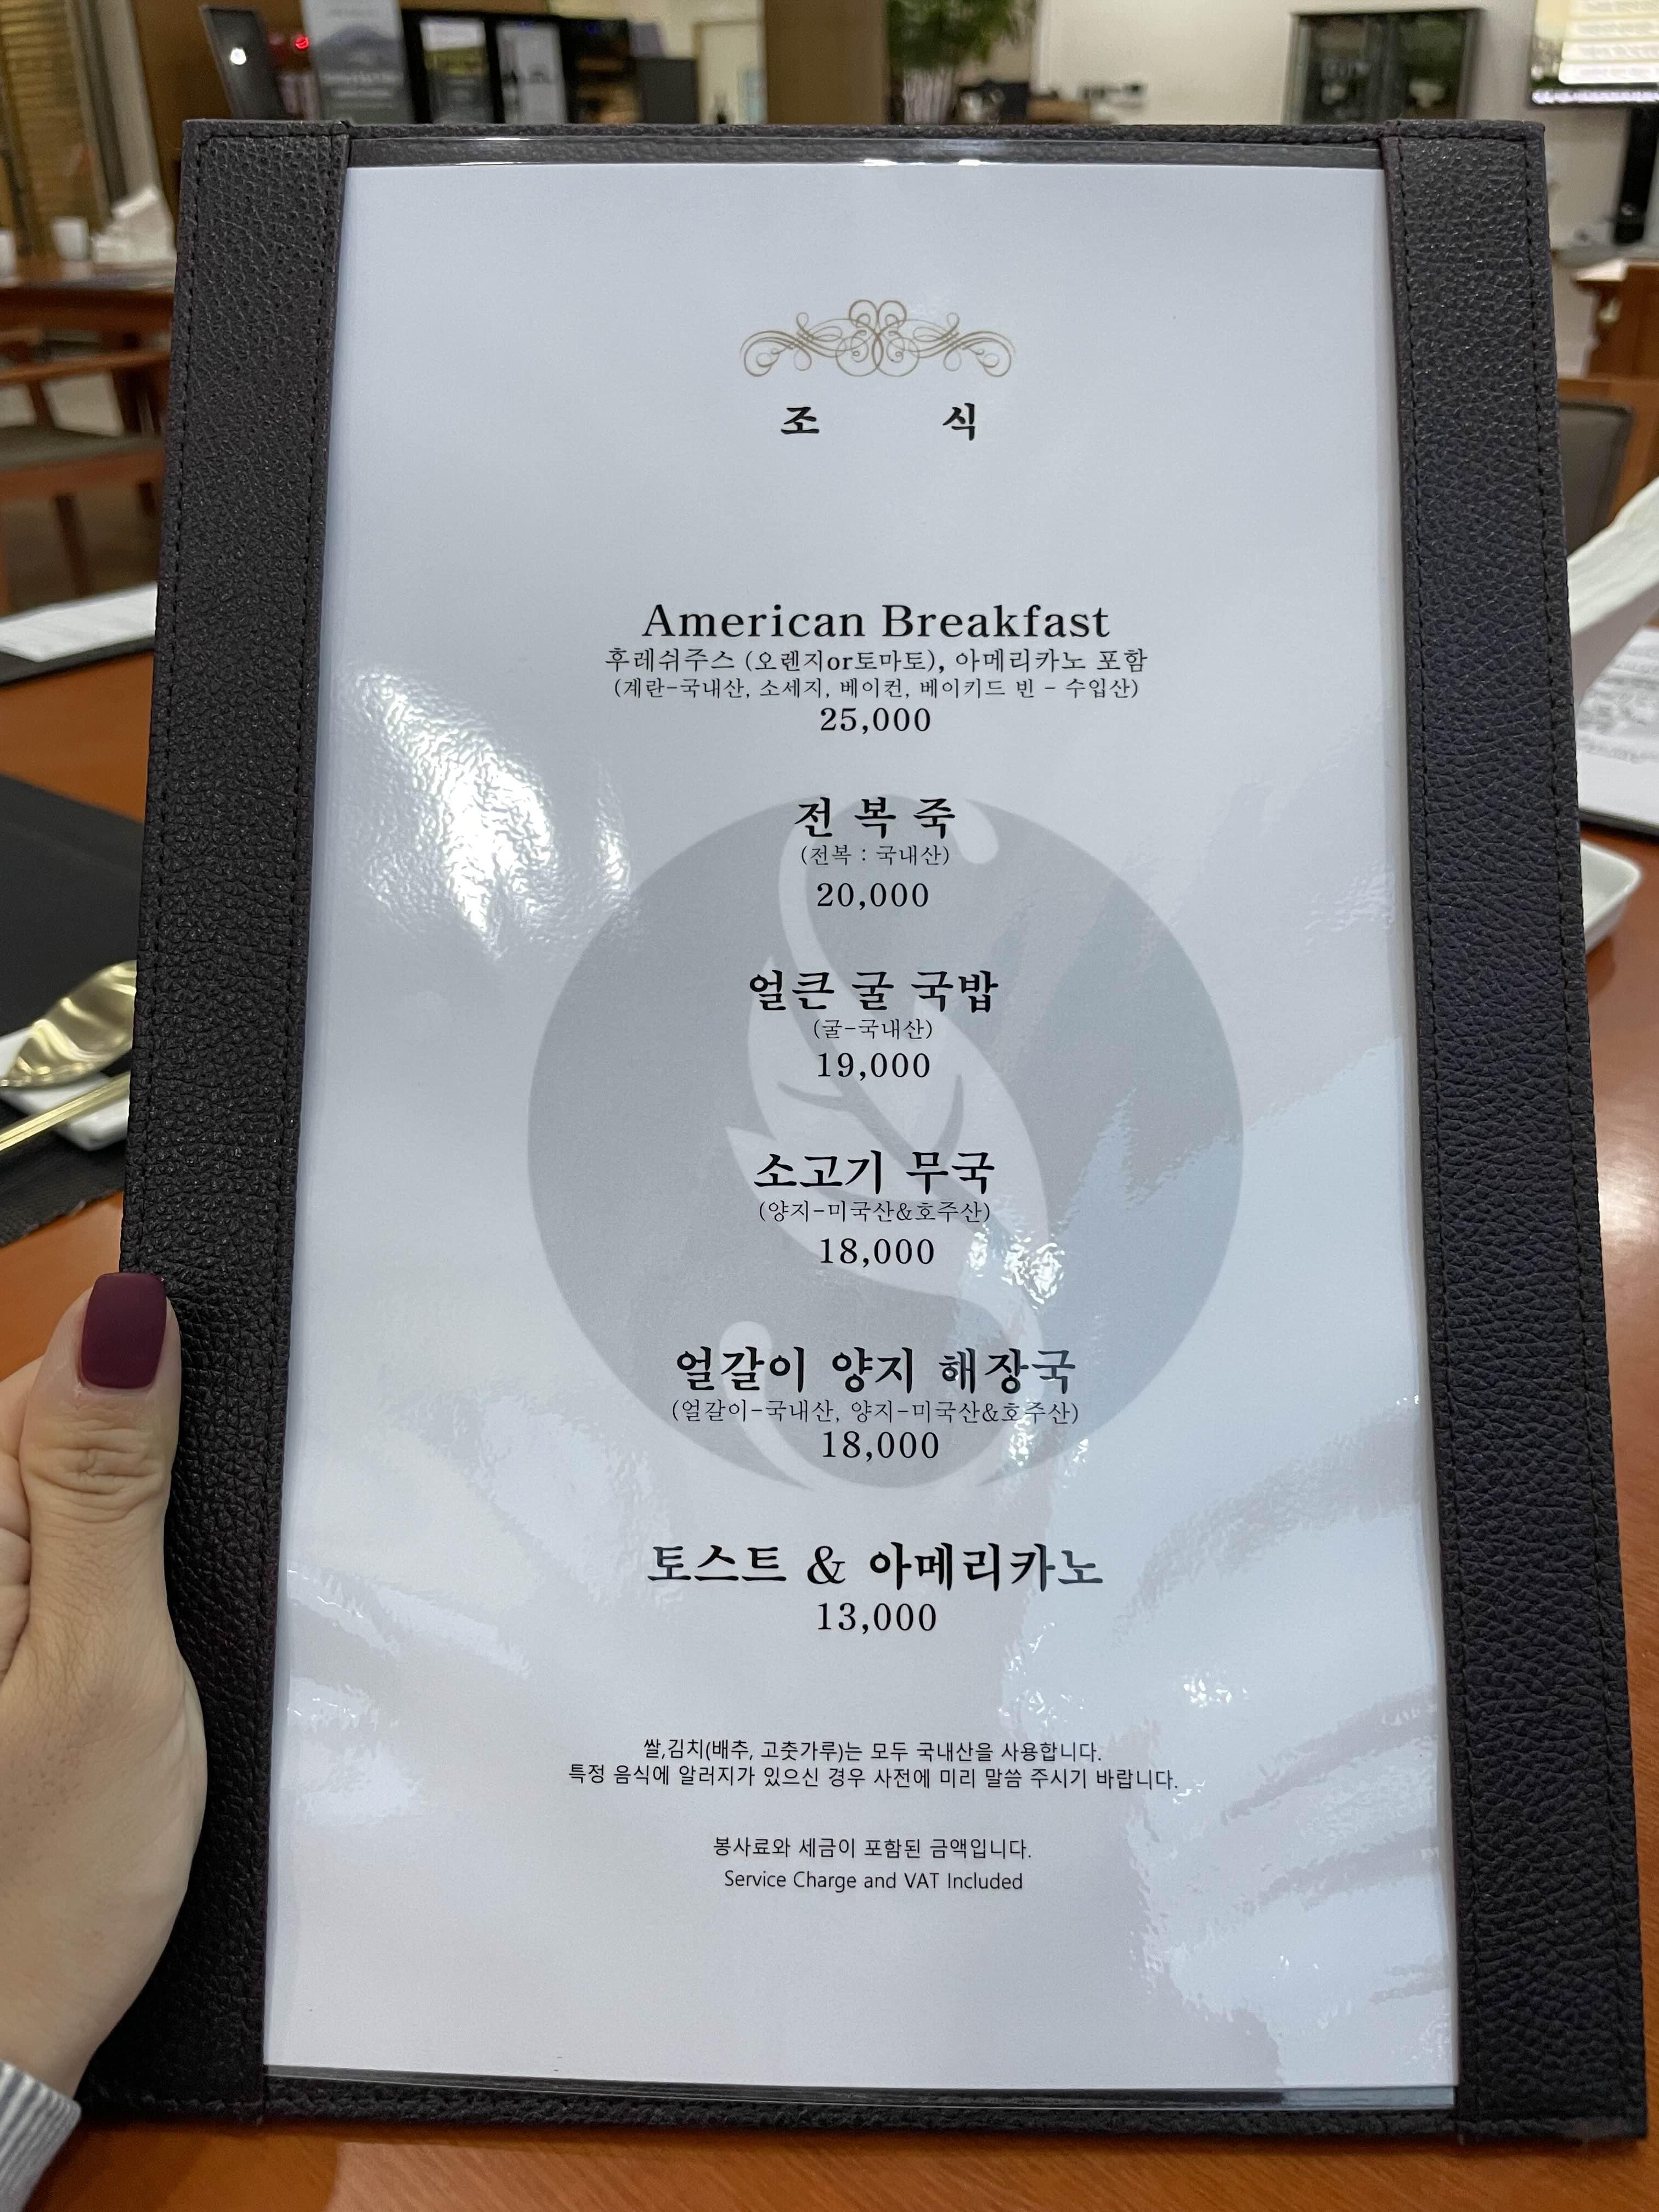 조 식
American Breakfast
후레쉬주스 (오렌지or토마토), 아메리카노 포함
(계란-국내산, 소세지, 베이컨, 베이키드 빈 - 수입산)
25,000
전 복 죽
(전복 : 국내산)
20,000
얼큰 굴 국밥
(굴-국내산)
19,000
소고기 무국
(양지-미국산&호주산)
18,000
얼갈이 양지 해장국
(얼갈이-국내산, 양지-미국산&호주산)
18,000
토스트 & 아메리카노
13,000
쌀,김치(배추, 고춧가루)는 모두 국내산을 사용합니다.
특정 음식에 알러지가 있으신 경우 사전에 미리 말씀 주시기 바랍니다.
봉사료와 세금이 포함된 금액입니다.
Service Charge and VAT Included